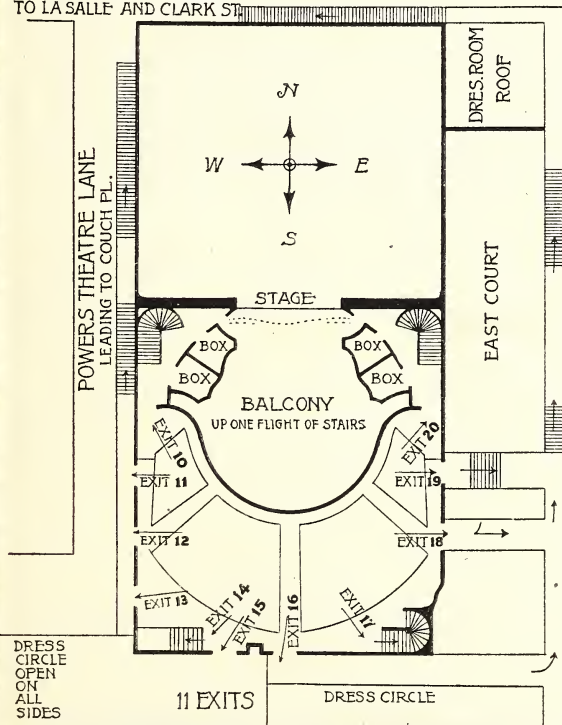 TO LA SALLE AND CLARK ST.
DRES. ROOM
ROOF
N
W
E
S
POWERS THEATRE LANE
LEADING TO COUCH PL.
EAST COURT
STAGE
BOX
BOX
BOX
BOX
BALCONY
UP ONE FLIGHT OF STAIRS
EXIT 10
EXIT 20
EXIT 11
EXIT 19
EXIT 12
EXIT 18
EXIT 13
EXIT 14
EXIT 15
EXIT 16
EXIT 17
DRESS
CIRCLE
OPEN
ON
ALL
SIDES
11 EXITS
DRESS CIRCLE